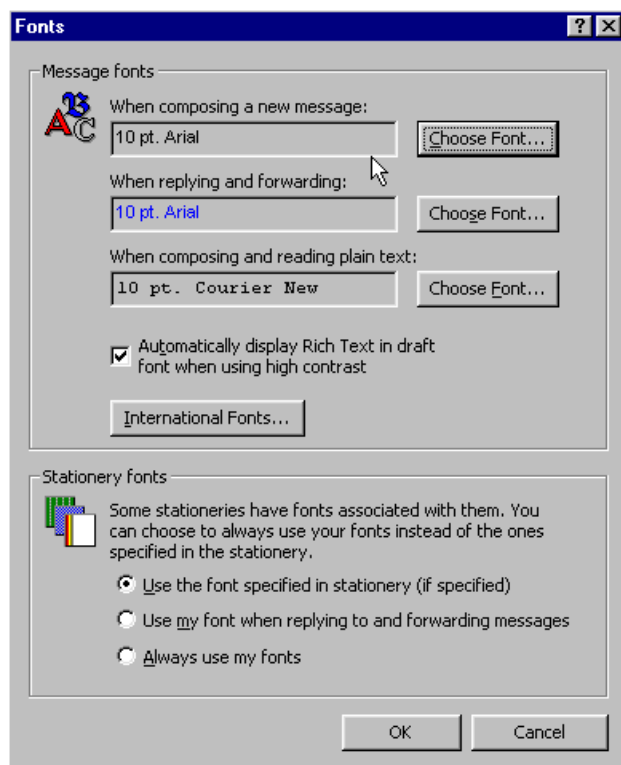 Fonts
Message fonts
When composing a new message:
10 pt. Arial
Choose Font...
When replying and forwarding:
10 pt. Arial
Choose Font...
When composing and reading plain text:
10 pt. Courier New
Choose Font...
Automatically display Rich Text in draft
font when using high contrast
International Fonts...
Stationery fonts
Some stationeries have fonts associated with them. You
can choose to always use your fonts instead of the ones
specified in the stationery.
Use the font specified in stationery (if specified)
Use my font when replying to and forwarding messages
Always use my fonts
OK
Cancel